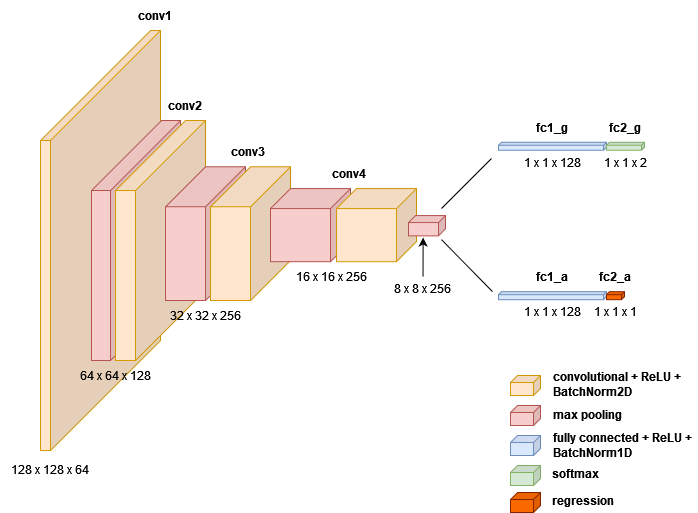 conv1
conv2
conv3
conv4
fc1_g
fc2_g
1 x 1 x 128
1 x 1 x 2
16 x 16 x 256
8 x 8 x 256
fc1_a
fc2_a
1 x 1 x 128
1 x 1 x 1
32 x 32 x 256
64 x 64 x 128
128 x 128 x 64
convolutional + ReLU +
BatchNorm2D
max pooling
fully connected + ReLU +
BatchNorm1D
softmax
regression